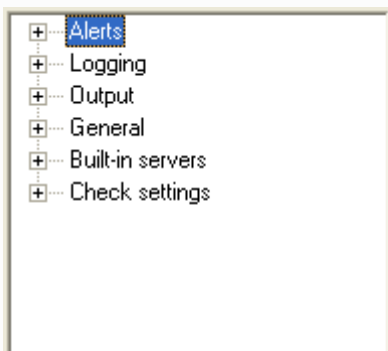 Alerts
Logging
Output
General
Built-in servers
Check settings